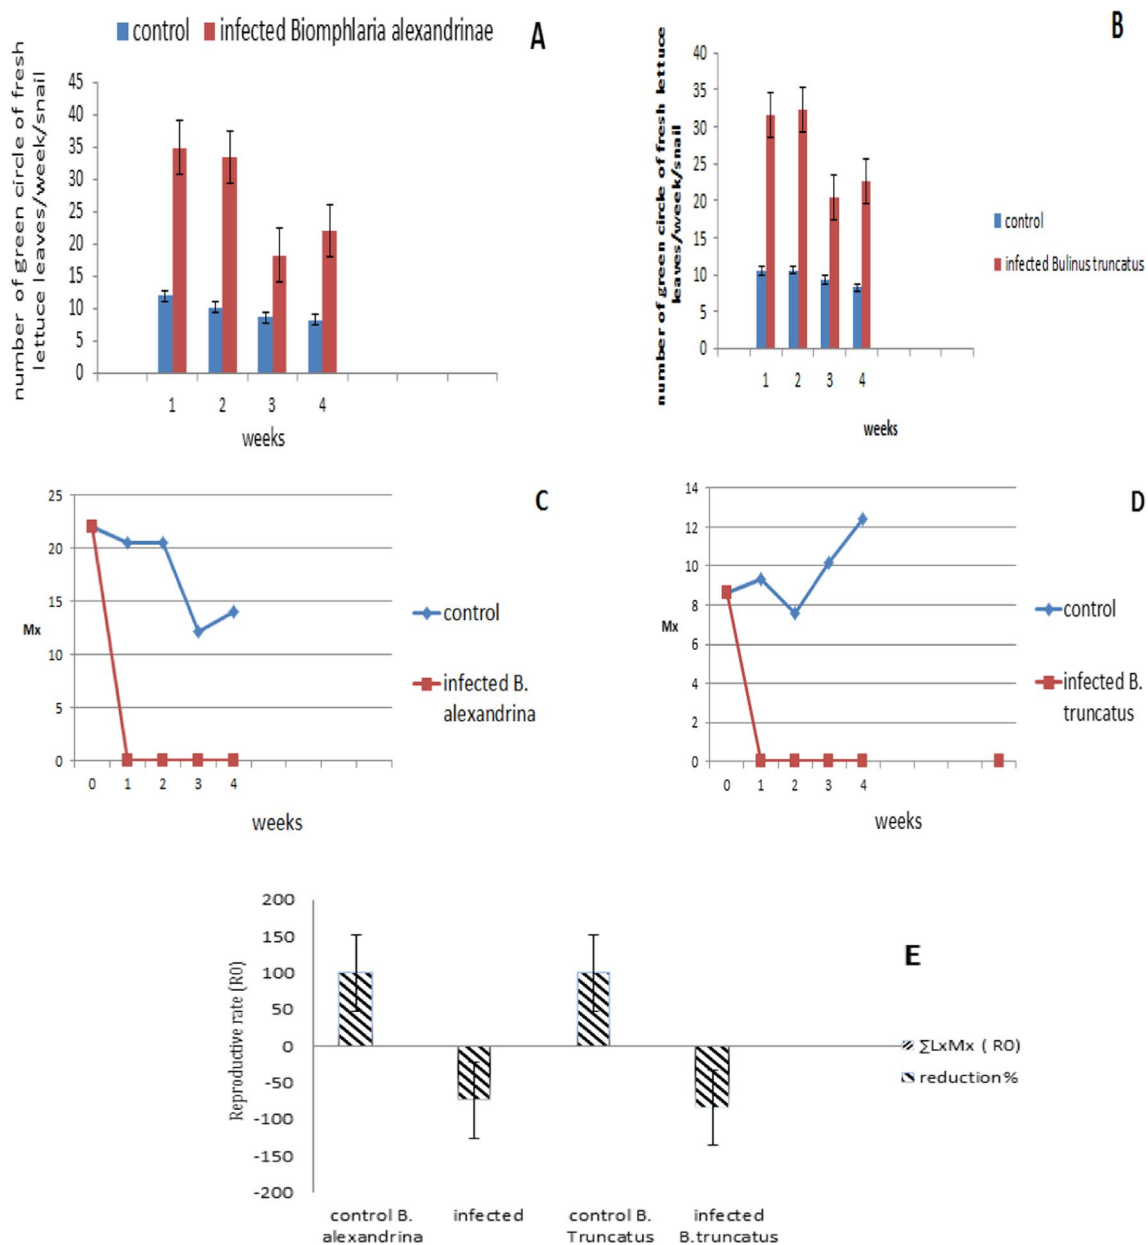 control infected Biomphlaria alexandrinae
A
number of green circle of fresh
lettuce leaves/week/snail
45
40
35
30
25
20
15
10
5
0
1 2 3 4
weeks
B
number of green circle of fresh lettuce
leaves/week/snail
40
35
30
25
20
15
10
5
0
1 2 3 4
weeks
control
infected Bulinus truncatus
C
Mx
25
20
15
10
5
0
0 1 2 3 4
weeks
control
infected B.
alexandrina
D
Mx
14
12
10
8
6
4
2
0
0 1 2 3 4
weeks
control
infected B.
truncatus
E
Reproductive rate (R0)
200
150
100
50
0
-50
-100
-150
-200
control B.
alexandrina
infected
control B.
Truncatus
infected
B.truncatus
∑LxMx ( R0)
reduction%